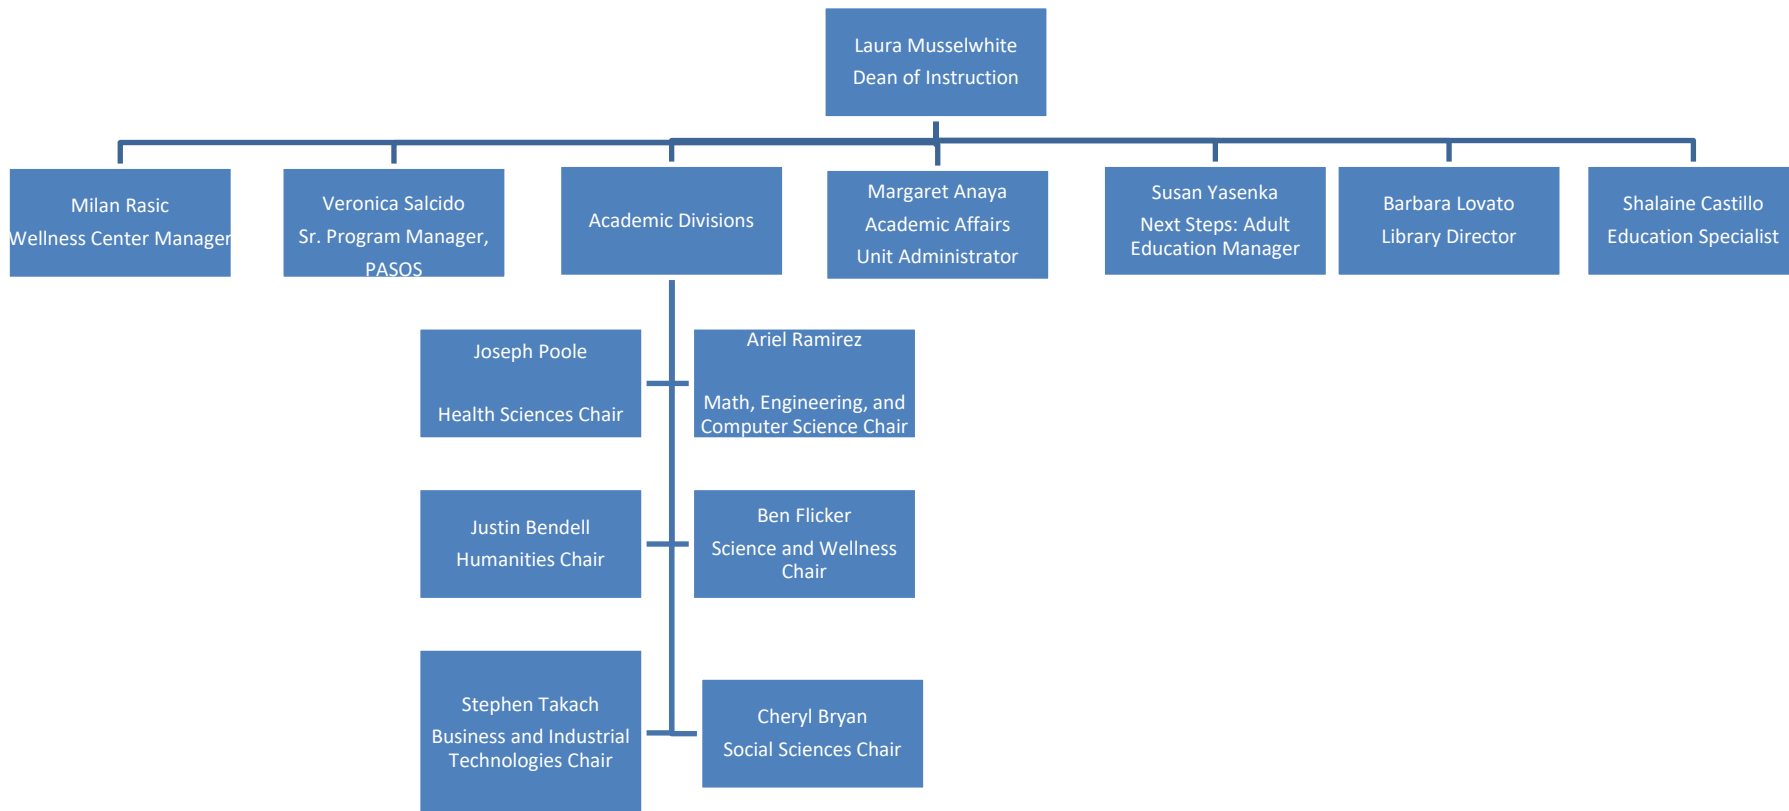 Laura Musselwhite
Dean of Instruction
Milan Rasic
Wellness Center Manager
Veronica Salcido
Sr. Program Manager,
PASOS
Academic Divisions
Margaret Anaya
Academic Affairs
Unit Administrator
Susan Yasenka
Next Steps: Adult
Education Manager
Barbara Lovato
Library Director
Shalaine Castillo
Education Specialist
Joseph Poole
Health Sciences Chair
Ariel Ramirez
Math, Engineering, and
Computer Science Chair
Justin Bendell
Humanities Chair
Ben Flicker
Science and Wellness
Chair
Stephen Takach
Business and Industrial
Technologies Chair
Cheryl Bryan
Social Sciences Chair